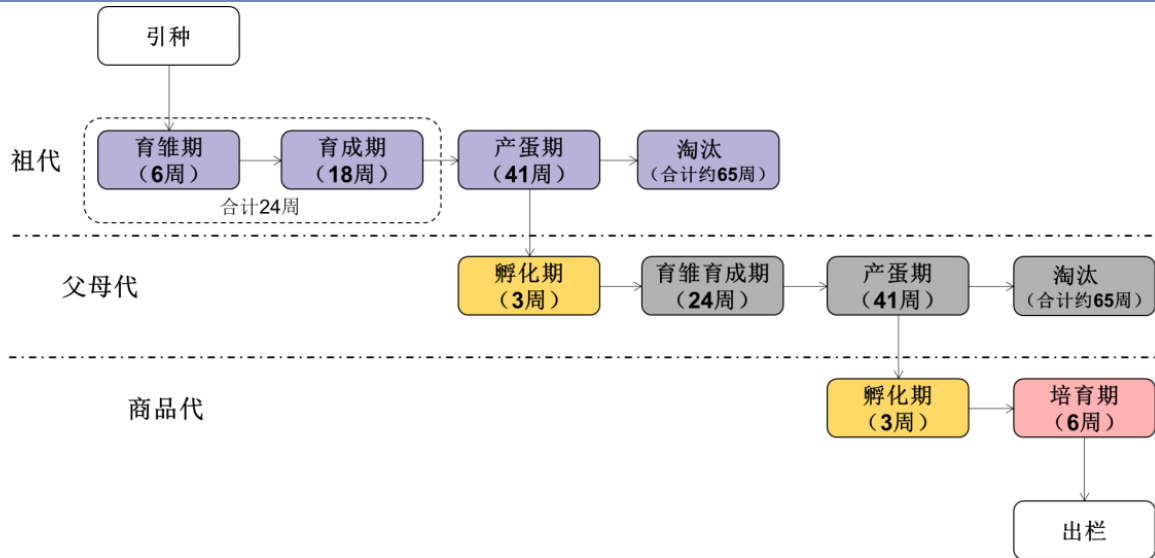 引种
祖代
育雏期
（6周）
育成期
（18周）
合计24周
产蛋期
（41周）
淘汰
（合计约65周）
父母代
孵化期
（3周）
育雏育成期
（24周）
产蛋期
（41周）
淘汰
（合计约65周）
商品代
孵化期
（3周）
培育期
（6周）
出栏